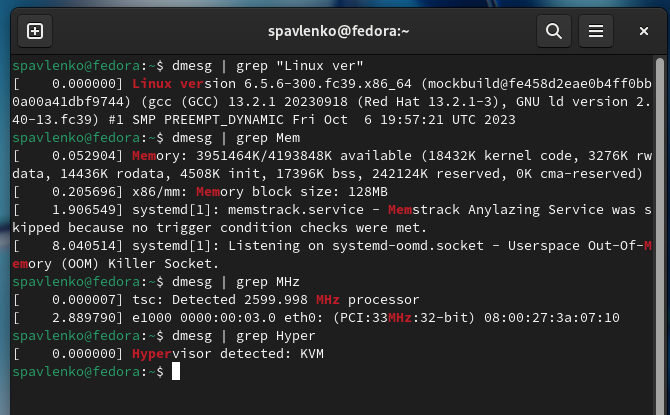 spavlenko@fedora:~
spavlenko@fedora:~$ dmesg | grep "Linux ver"
[    0.000000] Linux version 6.5.6-300.fc39.x86_64 (mockbuild@fe458d2eae0b4ff0bb
0a00a41dbf9744) (gcc (GCC) 13.2.1 20230918 (Red Hat 13.2.1-3), GNU ld version 2.
40-13.fc39) #1 SMP PREEMPT_DYNAMIC Fri Oct  6 19:57:21 UTC 2023
spavlenko@fedora:~$ dmesg | grep Mem
[    0.052904] Memory: 3951464K/4193848K available (18432K kernel code, 3276K rw
data, 14436K rodata, 4508K init, 17396K bss, 242124K reserved, 0K cma-reserved)
[    0.205696] x86/mm: Memory block size: 128MB
[    1.906549] systemd[1]: memstrack.service - Memstrack Anylazing Service was s
kipped because no trigger condition checks were met.
[    8.040514] systemd[1]: Listening on systemd-oomd.socket - Userspace Out-Of-M
emory (OOM) Killer Socket.
spavlenko@fedora:~$ dmesg | grep MHz
[    0.000007] tsc: Detected 2599.998 MHz processor
[    2.889790] e1000 0000:00:03.0 eth0: (PCI:33MHz:32-bit) 08:00:27:3a:07:10
spavlenko@fedora:~$ dmesg | grep Hyper
[    0.000000] Hypervisor detected: KVM
spavlenko@fedora:~$